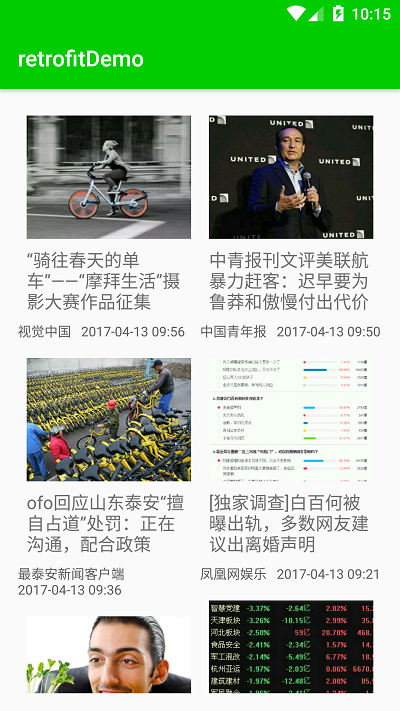 10:15
retrofitDemo
UNITED
UNITED
UNITED
“骑往春天的单
车”——“摩拜生活”摄
影大赛作品征集
视觉中国 2017-04-13 09:56
中青报刊文评美联航
暴力赶客：迟早要为
鲁莽和傲慢付出代价
中国青年报 2017-04-13 09:50
ofo回应山东泰安“擅
自占道”处罚：正在
沟通，配合政策
最泰安新闻客户端
2017-04-13 09:36
[独家调查]白百何被
曝出轨，多数网友建
议出离婚声明
凤凰网娱乐 2017-04-13 09:21
智慧党建 -3.37% -2.64亿 2.02% 15.
天津板块 -3.26% -10.15亿 2.99% 35.
河北板块 -2.50% 59亿 20.70% 468.
食品安全 -2.41% -2.34亿 1.57% 14.
军工混改 -2.14% -5.49亿 6.77% 18.
杭州亚运 -1.97% -2.03亿 0.86% 6670.
建筑建材 -1.97% -12.48亿 2.08% 85.